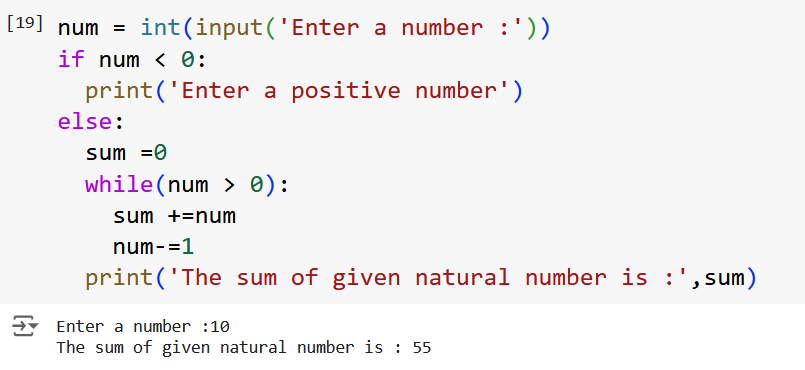 [19] num = int(input('Enter a number :'))
if num < 0:
  print('Enter a positive number')
else:
  sum =0
  while(num > 0):
    sum +=num
    num-=1
  print('The sum of given natural number is :',sum)
Enter a number :10
The sum of given natural number is : 55